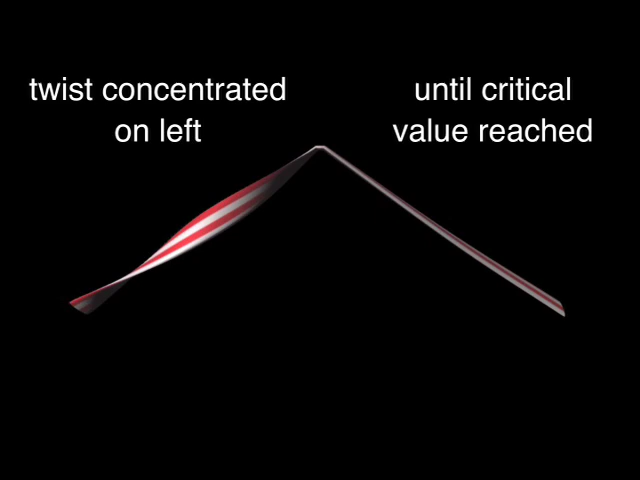 twist concentrated
on left
until critical
value reached